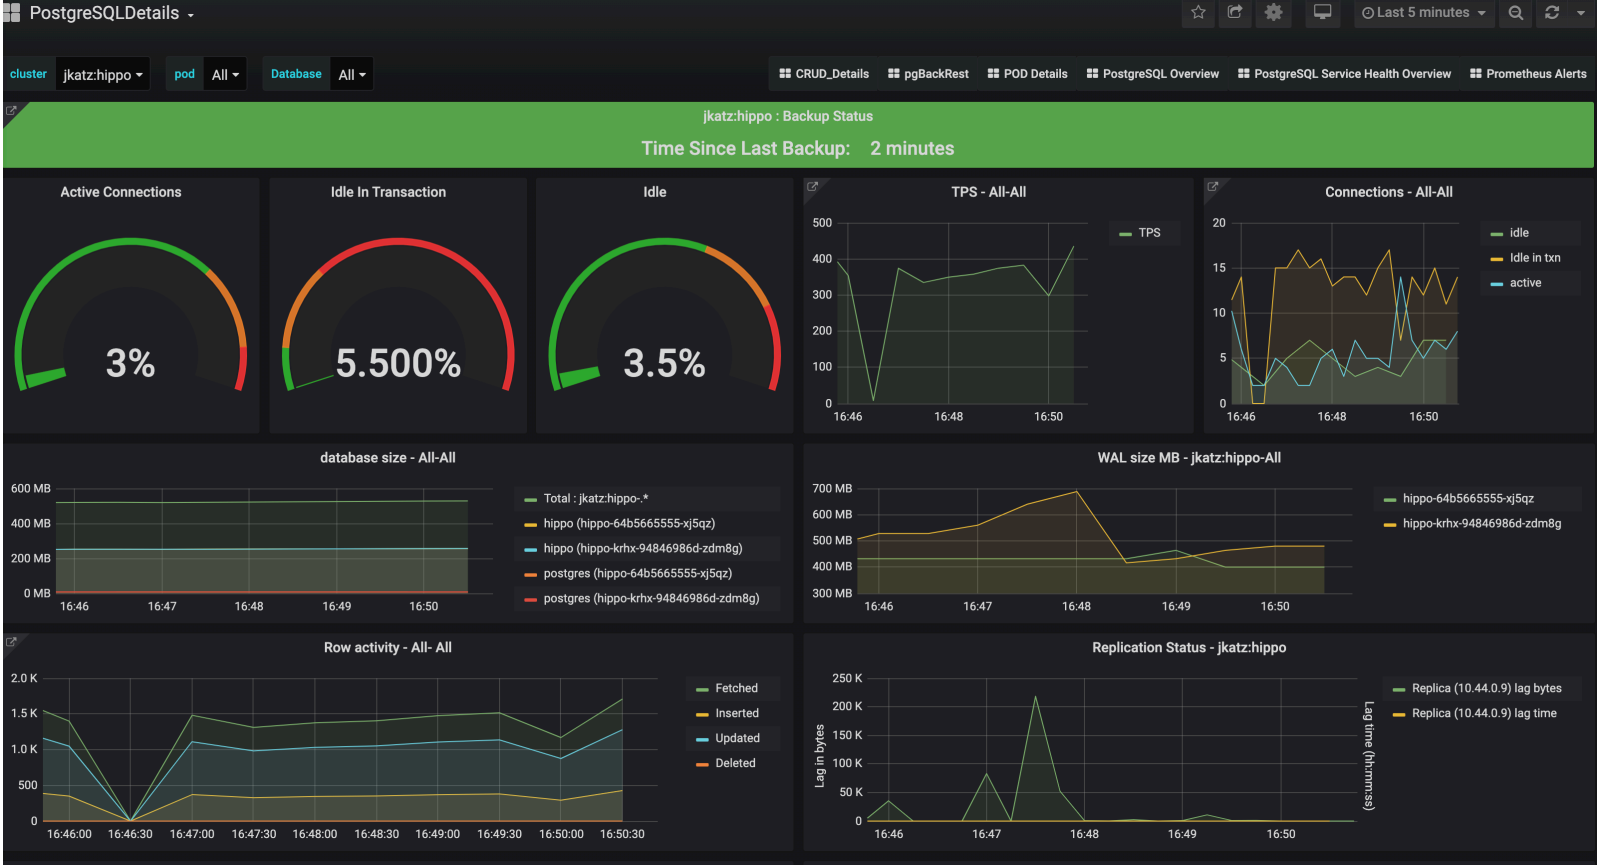 PostgreSQLDetails
Last 5 minutes
cluster jkatz:hippo pod All Database All
CRUD_Details pgBackRest POD Details PostgreSQL Overview PostgreSQL Service Health Overview Prometheus Alerts
jkatz:hippo : Backup Status
Time Since Last Backup: 2 minutes
Active Connections
3%
Idle In Transaction
5.500%
Idle
3.5%
TPS - All-All
500
400
300
200
100
0
16:46 16:48 16:50
TPS
Connections - All-All
20
15
10
5
0
16:46 16:48 16:50
idle
Idle in txn
active
database size - All-All
600 MB
400 MB
200 MB
0 MB
16:46 16:47 16:48 16:49 16:50
Total : jkatz:hippo-.*
hippo (hippo-64b5665555-xj5qz)
hippo (hippo-krhx-94846986d-zdm8g)
postgres (hippo-64b5665555-xj5qz)
postgres (hippo-krhx-94846986d-zdm8g)
WAL size MB - jkatz:hippo-All
700 MB
600 MB
500 MB
400 MB
300 MB
16:46 16:47 16:48 16:49 16:50
hippo-64b5665555-xj5qz
hippo-krhx-94846986d-zdm8g
Row activity - All- All
2.0 K
1.5 K
1.0 K
500
0
16:46:00 16:46:30 16:47:00 16:47:30 16:48:00 16:48:30 16:49:00 16:49:30 16:50:00 16:50:30
Fetched
Inserted
Updated
Deleted
Replication Status - jkatz:hippo
Lag in bytes
250 K
200 K
150 K
100 K
50 K
0
16:46 16:47 16:48 16:49 16:50
Lag time (hh:mm:ss)
Replica (10.44.0.9) lag bytes
Replica (10.44.0.9) lag time